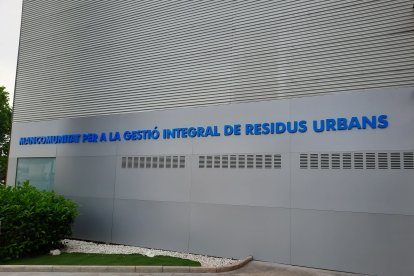 MANCOMUNITAT PER A LA GESTIÓ INTEGRAL DE RESIDUS URBANS